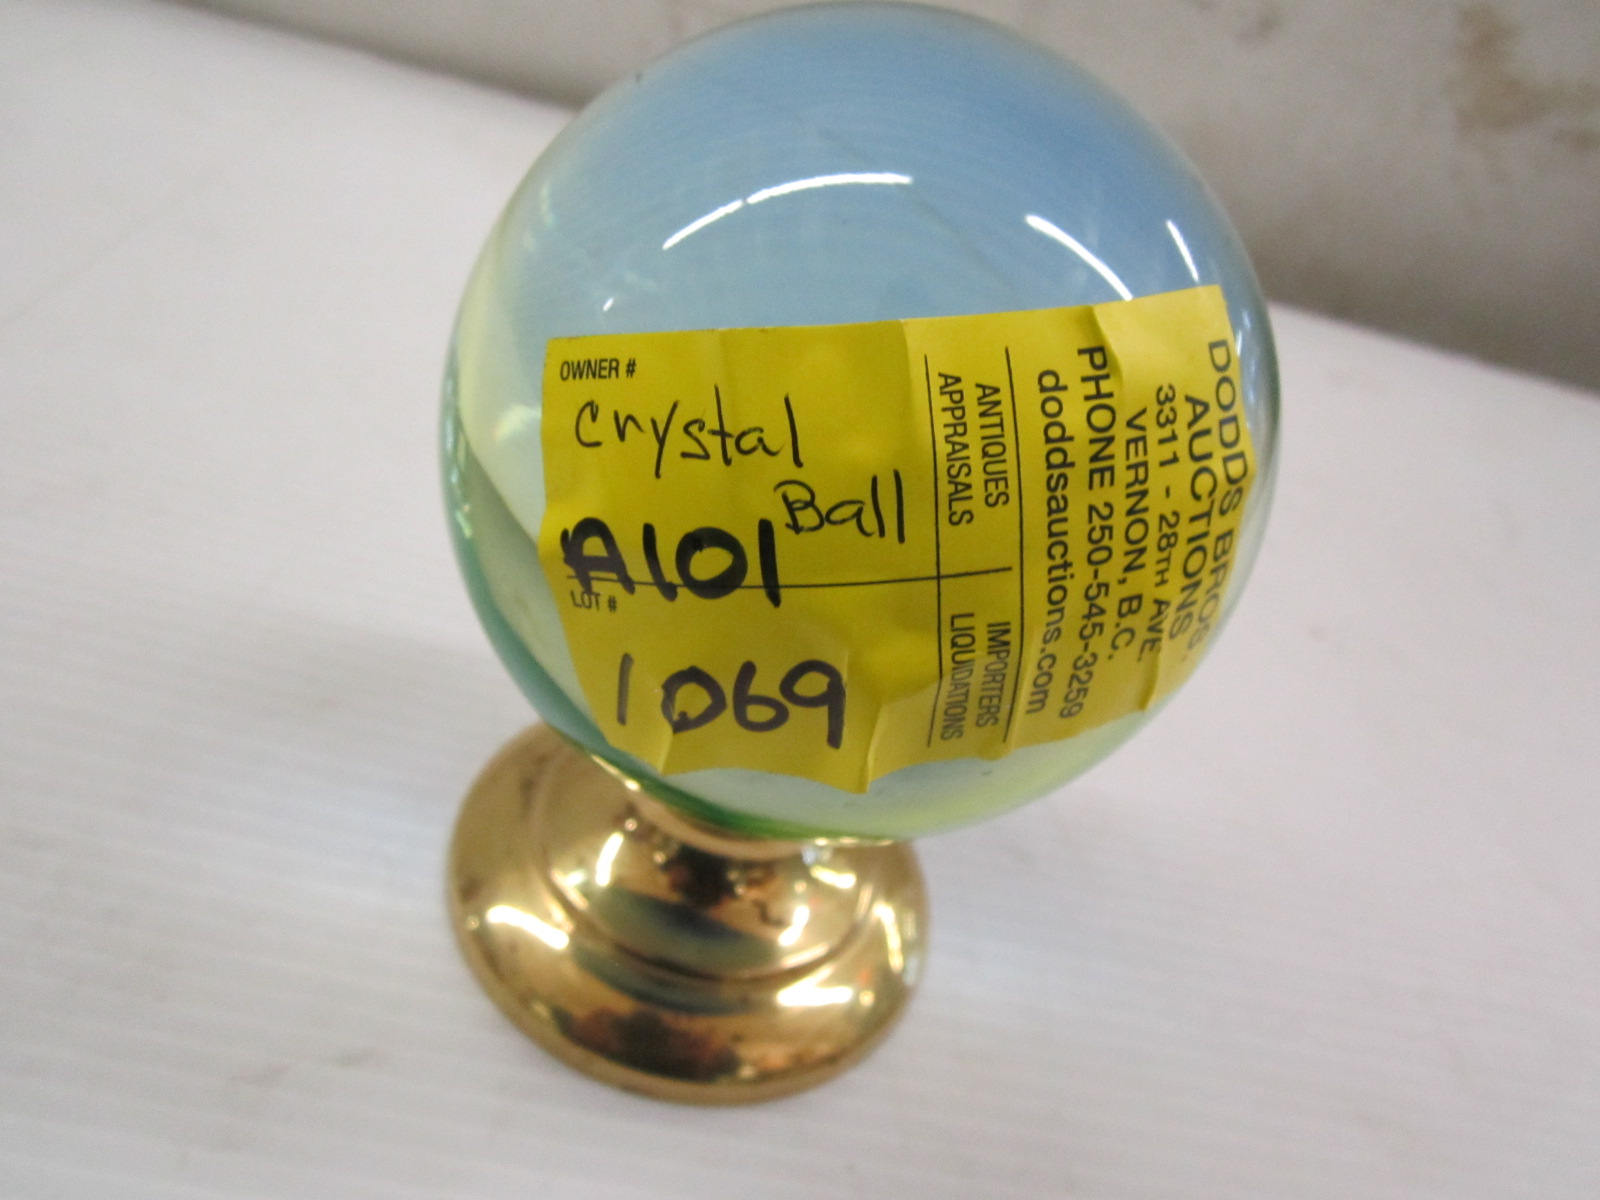 OWNER #
Crystal
Ball
A101
LOT #
1069
ANTIQUES
APPRAISALS
IMPORTERS
LIQUIDATIONS
DODDS BROS.
AUCTIONS
3311 - 28TH AVE.
VERNON, B.C.
PHONE 250-545-3259
doddsauctions.com